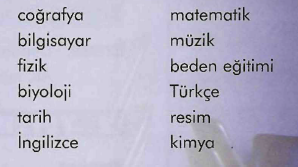 coğrafya
bilgisayar
fizik
biyoloji
tarih
İngilizce
matematik
müzik
beden eğitimi
Türkçe
resim
kimya